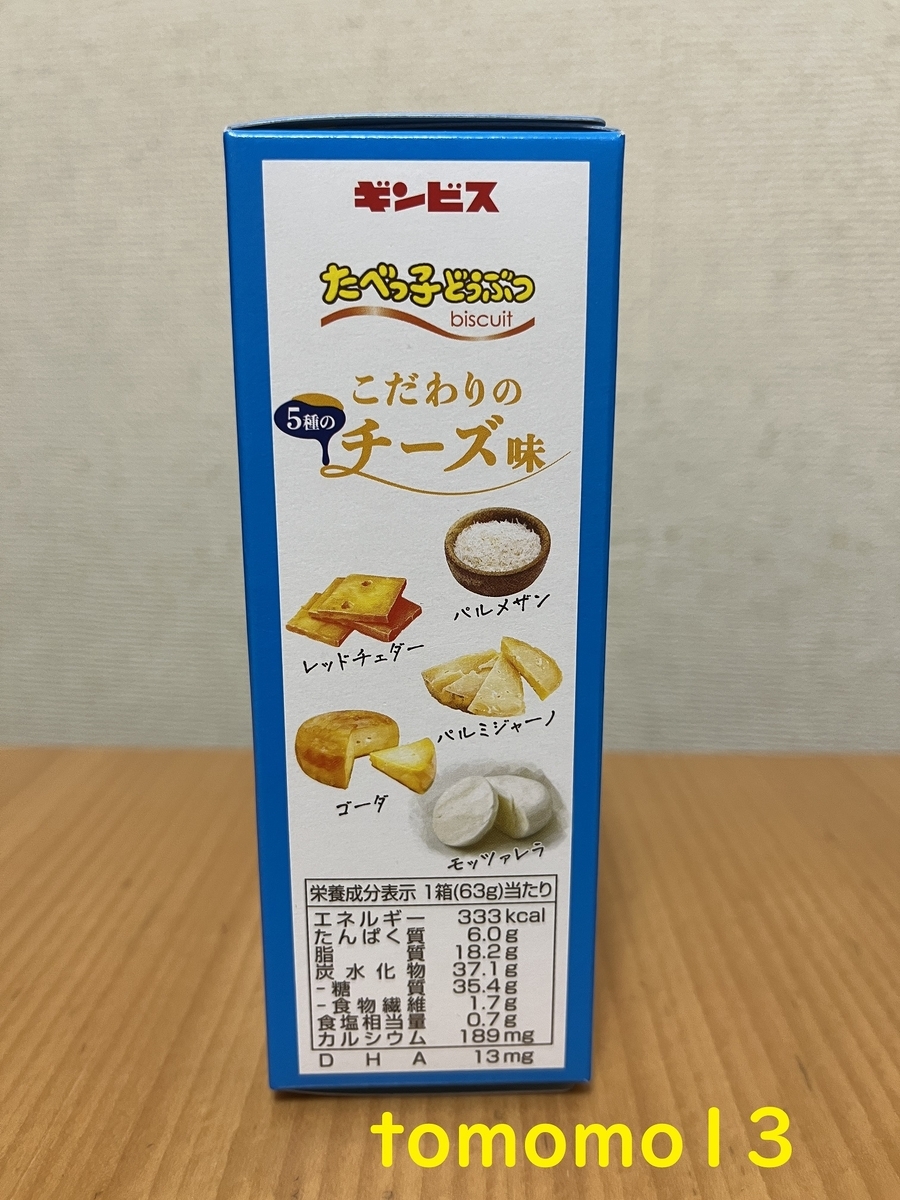 ギンビス
たべっ子どうぶつ
biscuit
こだわりの
5種の
チーズ味
パルメザン
レッドチェダー
パルミジャーノ
ゴーダ
モッツァレラ
栄養成分表示 1箱(63g)当たり
エネルギー 333kcal
たんぱく質 6.0g
脂質 18.2g
炭水化物 37.1g
-糖質 35.4g
-食物繊維 1.7g
食塩相当量 0.7g
カルシウム 189mg
DHA 13mg
tomomo13